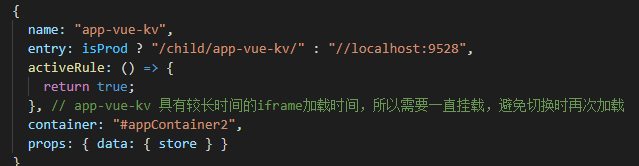 {
name: "app-vue-kv",
entry: isProd ? "/child/app-vue-kv/" : "//localhost:9528",
activeRule: () => {
return true;
}, // app-vue-kv 具有较长时间的iframe加载时间，所以需要一直挂载，避免切换时再次加载
container: "#appContainer2",
props: { data: { store } }
}